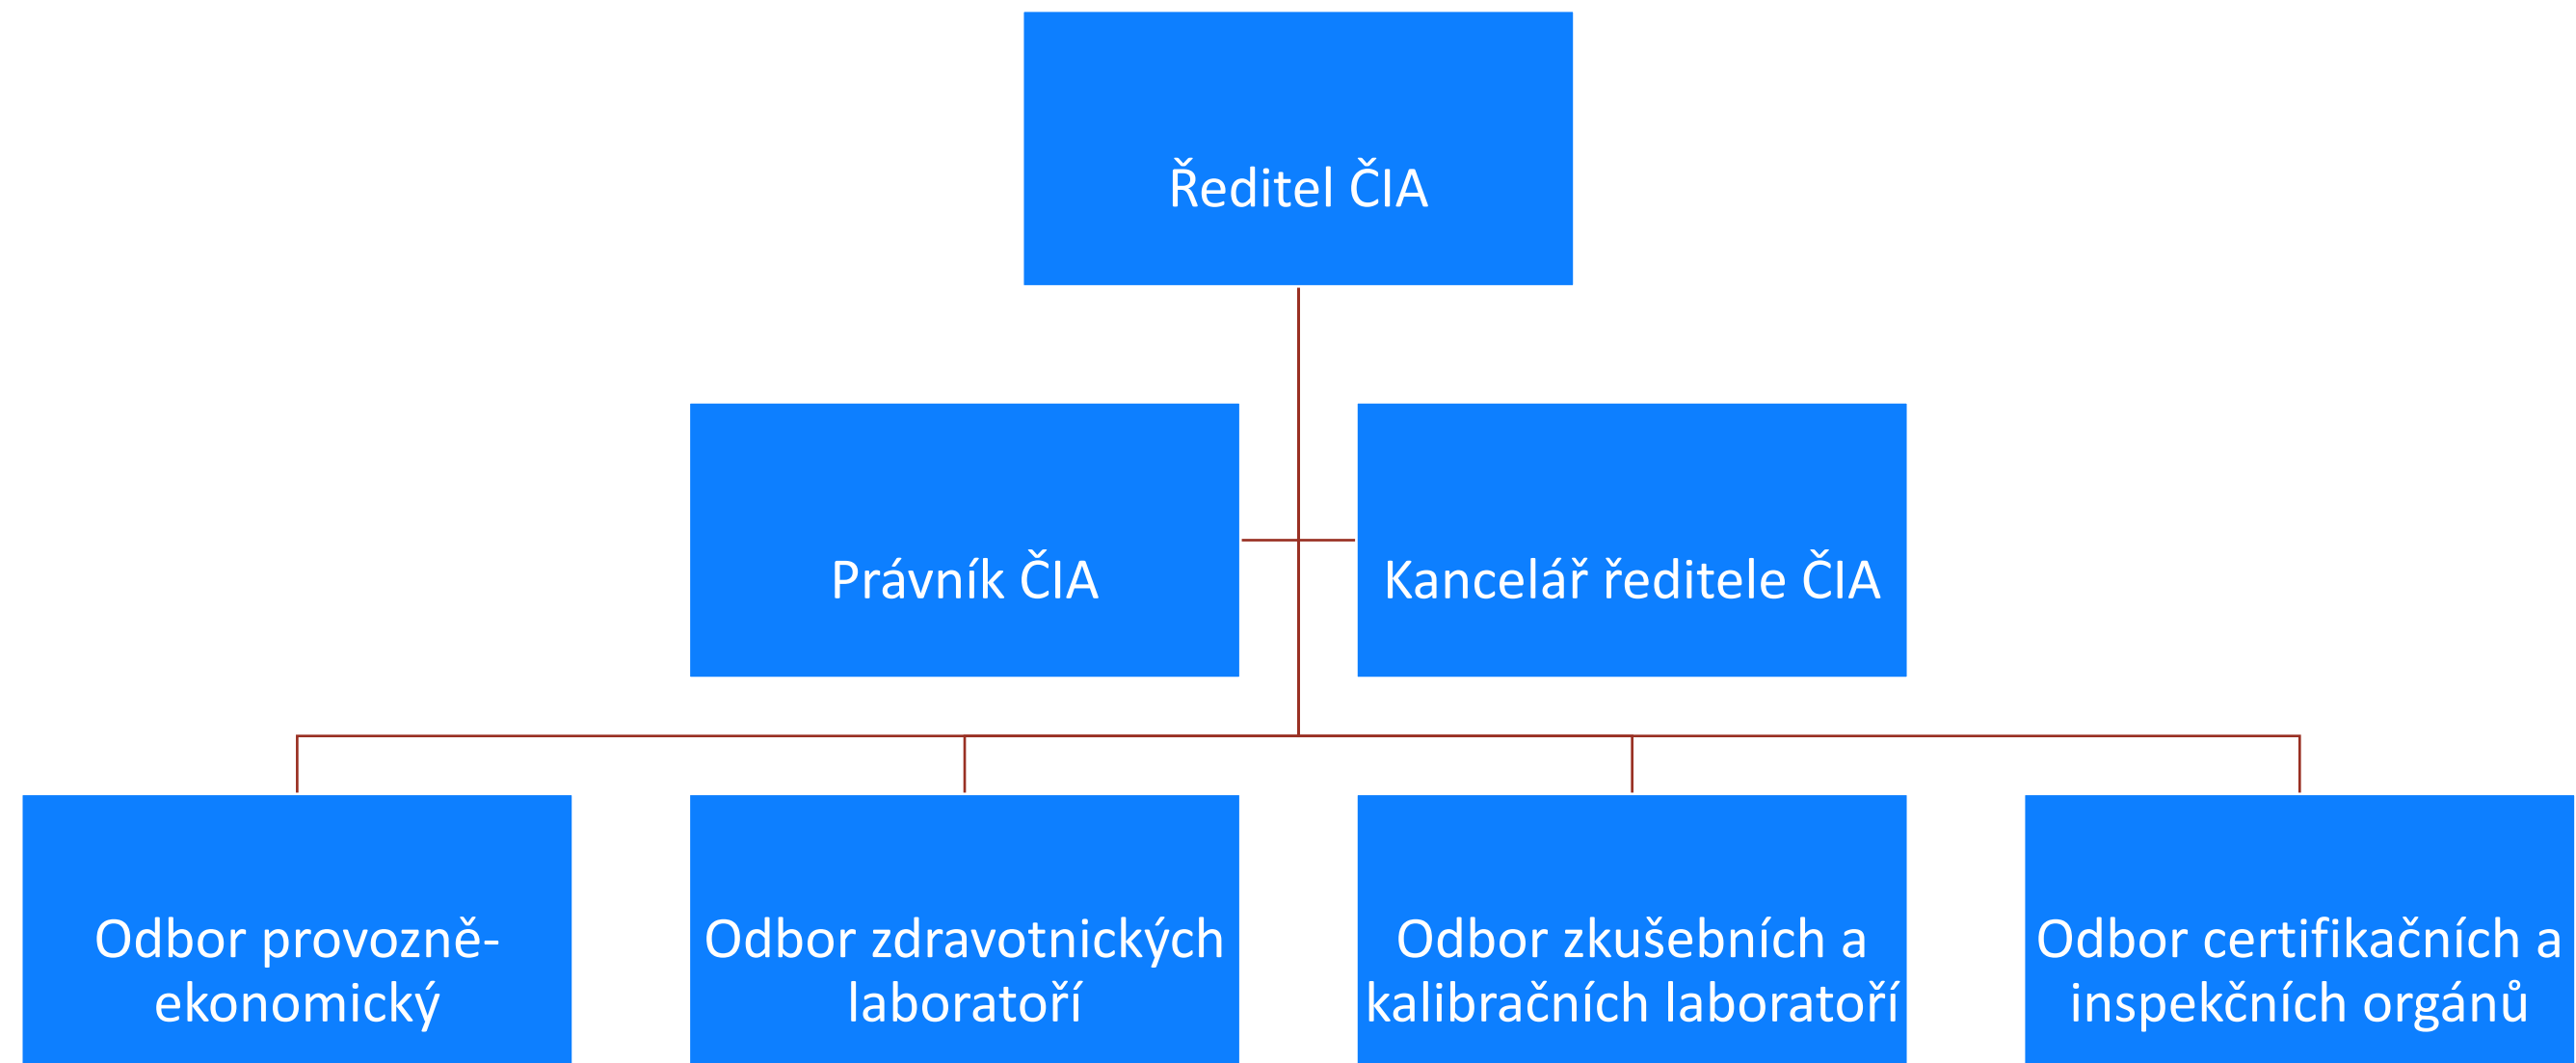 Ředitel ČIA
Právník ČIA
Kancelář ředitele ČIA
Odbor provozně-
ekonomický
Odbor zdravotnických
laboratoří
Odbor zkušebních a
kalibračních laboratoří
Odbor certifikačních a
inspekčních orgánů